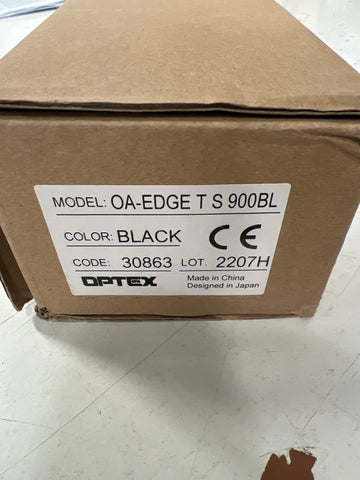 MODEL: OA-EDGE T S 900BL
COLOR: BLACK CE
CODE: 30863 LOT. 2207H
OPTEX Made in China
Designed in Japan